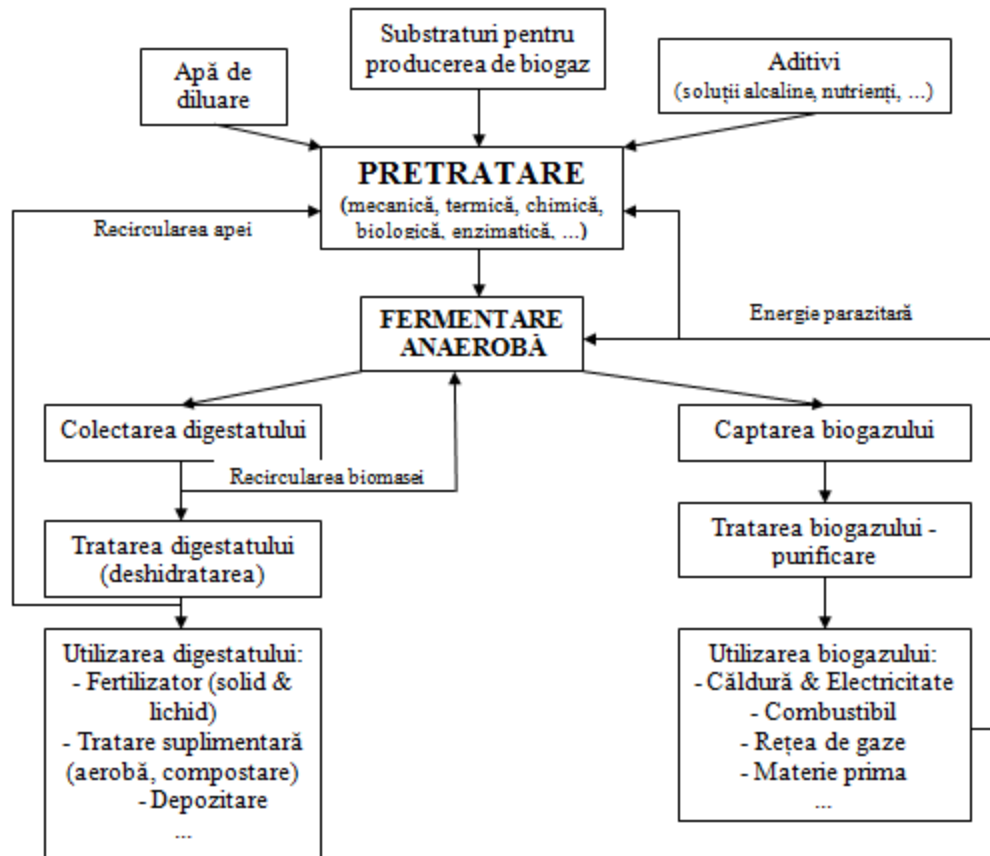 Substraturi pentru
producerea de biogaz
Apă de
diluare
Aditivi
(soluții alcaline, nutrienți, ...)
PRETRATARE
(mecanică, termică, chimică,
biologică, enzimatică, ...)
Recircularea apei
Energie parazitară
FERMENTARE
ANAEROBĂ
Colectarea digestatului
Captarea biogazului
Recircularea biomasei
Tratarea digestatului
(deshidratarea)
Tratarea biogazului -
purificare
Utilizarea digestatului:
- Fertilizator (solid &
lichid)
- Tratare suplimentară
(aerobă, compostare)
- Depozitare
...
Utilizarea biogazului:
- Căldură & Electricitate
- Combustibil
- Rețea de gaze
- Materie prima
...